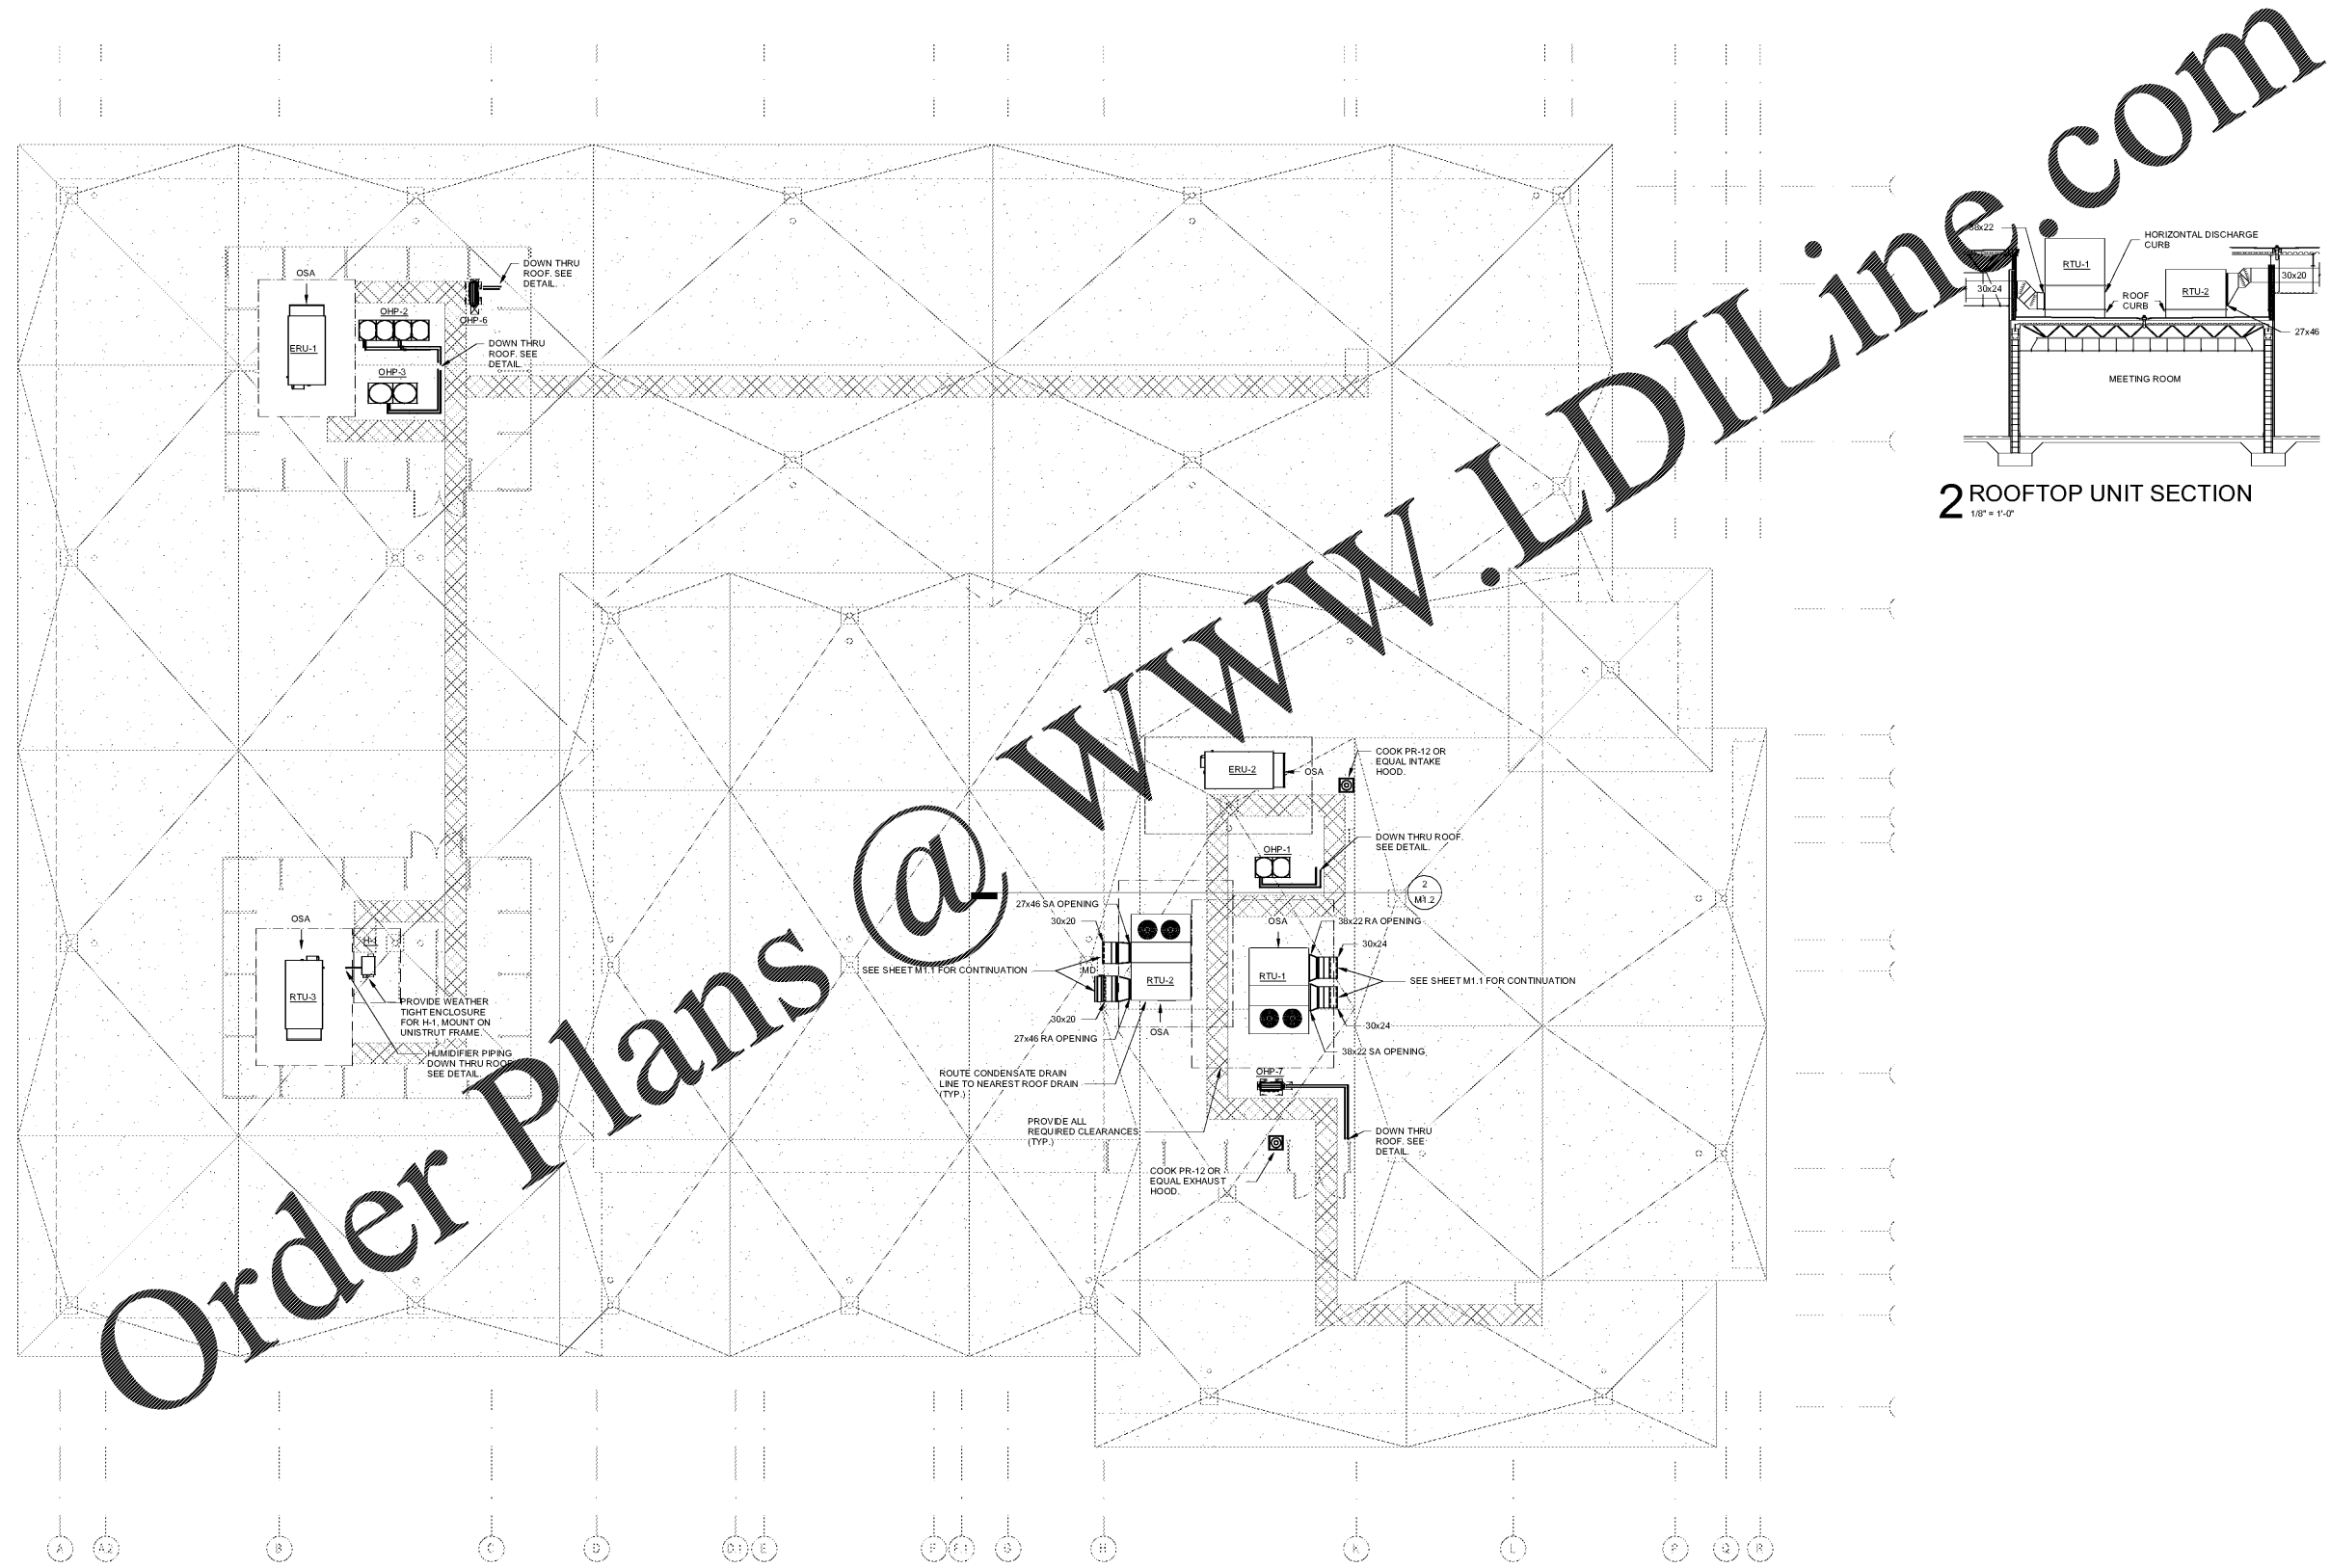 Order Plans @ www.LDILine.com
38x22
HORIZONTAL DISCHARGE
CURB
RTU-1
30x24
ROOF
CURB
RTU-2
30x20
27x46
MEETING ROOM
2 ROOFTOP UNIT SECTION
1/8" = 1'-0"
OSA
ERU-1
OHP-2
OHP-3
OHP-6
DOWN THRU
ROOF. SEE
DETAIL.
DOWN THRU
ROOF. SEE
DETAIL.
OSA
RTU-3
H-1
PROVIDE WEATHER
TIGHT ENCLOSURE
FOR H-1, MOUNT ON
UNISTRUT FRAME.
HUMIDIFIER PIPING
DOWN THRU ROOF
SEE DETAIL.
ERU-2
OSA
COOK PR-12 OR
EQUAL INTAKE
HOOD.
DOWN THRU ROOF.
SEE DETAIL.
OHP-1
2
M1.2
27x46 SA OPENING
30x20
SEE SHEET M1.1 FOR CONTINUATION
MD
RTU-2
30x20
27x46 RA OPENING
OSA
OSA
38x22 RA OPENING
30x24
RTU-1
SEE SHEET M1.1 FOR CONTINUATION
30x24
38x22 SA OPENING
ROUTE CONDENSATE DRAIN
LINE TO NEAREST ROOF DRAIN
(TYP.)
OHP-7
PROVIDE ALL
REQUIRED CLEARANCES
(TYP.)
DOWN THRU
ROOF. SEE
DETAIL.
COOK PR-12 OR
EQUAL EXHAUST
HOOD.
A A.2 B C D D.1 E F F.1 G H K L P Q R